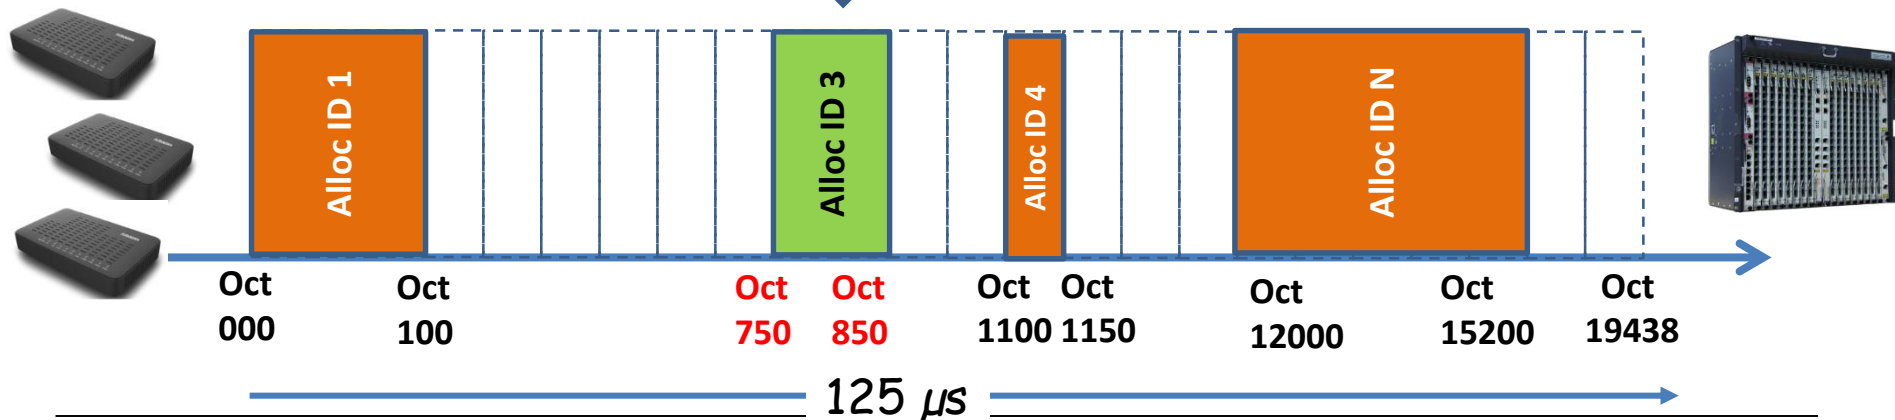 Alloc ID 1
Alloc ID 3
Alloc ID 4
Alloc ID N
Oct 000
Oct 100
Oct 750
Oct 850
Oct 1100
Oct 1150
Oct 12000
Oct 15200
Oct 19438
125 μs